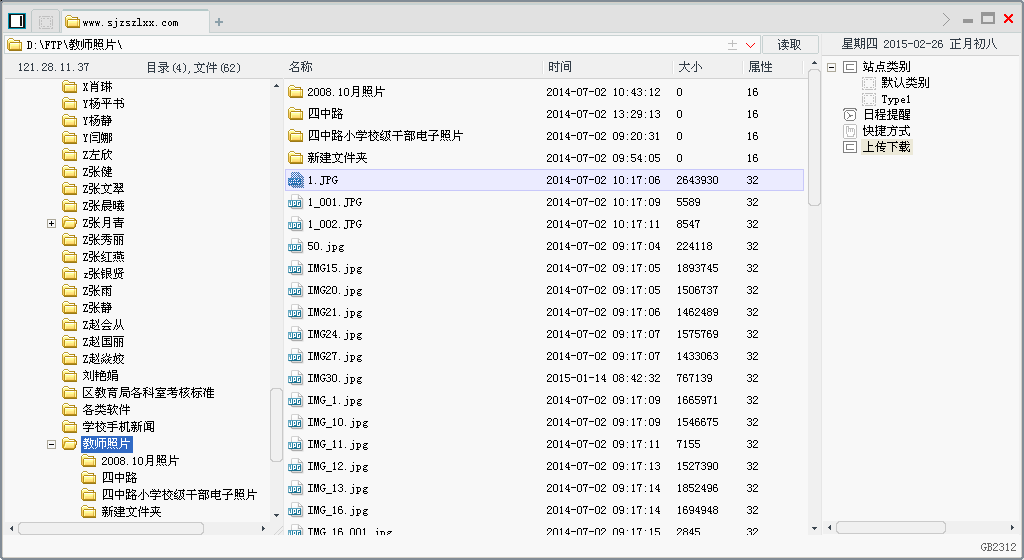 www.sjzszlxx.com
D:\FTP\教师照片\
读取
星期四 2015-02-26 正月初八
121.28.11.37 目录(4),文件(62)
X肖琳
Y杨平书
Y杨静
Y闫娜
Z左欣
Z张健
Z张文翠
Z张晨曦
Z张月青
Z张秀丽
Z张红燕
z张银贤
Z张雨
Z张静
Z赵会从
Z赵国丽
Z赵焱姣
刘艳娟
区教育局各科室考核标准
各类软件
学校手机新闻
教师照片
2008.10月照片
四中路
四中路小学校级干部电子照片
新建文件夹
名称 时间 大小 属性
2008.10月照片 2014-07-02 10:43:12 0 16
四中路 2014-07-02 13:29:13 0 16
四中路小学校级干部电子照片 2014-07-02 09:20:31 0 16
新建文件夹 2014-07-02 09:54:05 0 16
1.JPG 2014-07-02 10:17:06 2643930 32
1_001.JPG 2014-07-02 10:17:09 5589 32
1_002.JPG 2014-07-02 10:17:11 8547 32
50.jpg 2014-07-02 09:17:04 224118 32
IMG15.jpg 2014-07-02 09:17:05 1893745 32
IMG20.jpg 2014-07-02 09:17:05 1506737 32
IMG21.jpg 2014-07-02 09:17:06 1462489 32
IMG24.jpg 2014-07-02 09:17:07 1575769 32
IMG27.jpg 2014-07-02 09:17:07 1433063 32
IMG30.jpg 2015-01-14 08:42:32 767139 32
IMG_1.jpg 2014-07-02 09:17:09 1665971 32
IMG_10.jpg 2014-07-02 09:17:09 1546675 32
IMG_11.jpg 2014-07-02 09:17:11 7155 32
IMG_12.jpg 2014-07-02 09:17:13 1527390 32
IMG_13.jpg 2014-07-02 09:17:14 1852496 32
IMG_16.jpg 2014-07-02 09:17:14 1694948 32
IMG_16_001.jpg 2014-07-02 09:17:15 2845 32
站点类别
默认类别
Type1
日程提醒
快捷方式
上传下载
GB2312